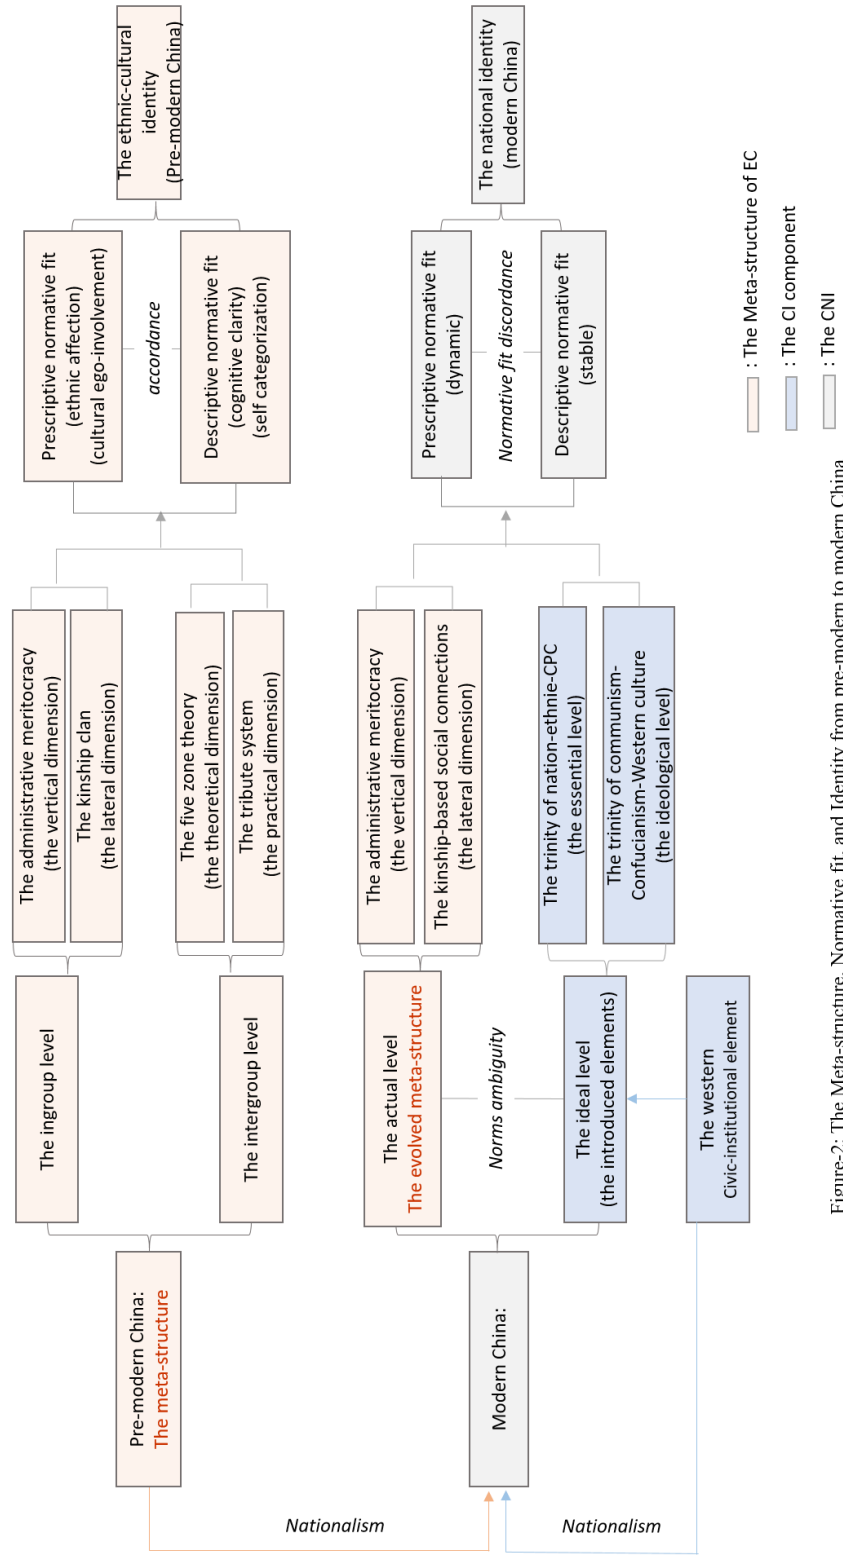 Pre-modern China:
The meta-structure
The ingroup level
The intergroup level
The administrative meritocracy
(the vertical dimension)
The kinship clan
(the lateral dimension)
The five zone theory
(the theoretical dimension)
The tribute system
(the practical dimension)
Prescriptive normative fit
(ethnic affection)
(cultural ego-involvement)
accordance
Descriptive normative fit
(cognitive clarity)
(self categorization)
The ethnic-cultural
identity
(Pre-modern China)
Nationalism
Modern China:
Nationalism
The actual level
The evolved meta-structure
Norms ambiguity
The ideal level
(the introduced elements)
The western
Civic-institutional element
The administrative meritocracy
(the vertical dimension)
The kinship-based social connections
(the lateral dimension)
The trinity of nation-ethnie-CPC
(the essential level)
The trinity of communism-
Confucianism-Western culture
(the ideological level)
Prescriptive normative fit
(dynamic)
Normative fit discordance
Descriptive normative fit
(stable)
The national identity
(modern China)
: The Meta-structure of EC
: The CI component
: The CNI
Figure-2: The Meta-structure, Normative fit, and Identity from pre-modern to modern China